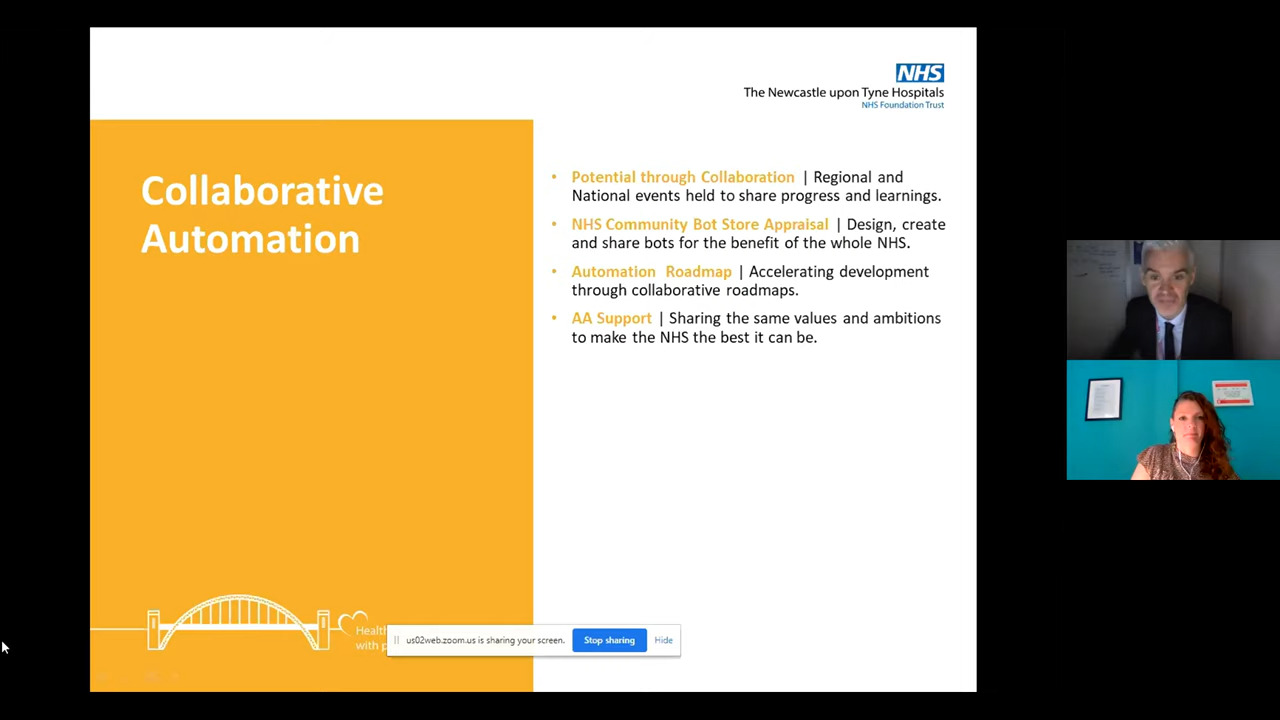 NHS
The Newcastle upon Tyne Hospitals
NHS Foundation Trust
Collaborative
Automation
• Potential through Collaboration | Regional and
National events held to share progress and learnings.
• NHS Community Bot Store Appraisal | Design, create
and share bots for the benefit of the whole NHS.
• Automation Roadmap | Accelerating development
through collaborative roadmaps.
• AA Support | Sharing the same values and ambitions
to make the NHS the best it can be.
Health
with p
us02web.zoom.us is sharing your screen.
Stop sharing
Hide